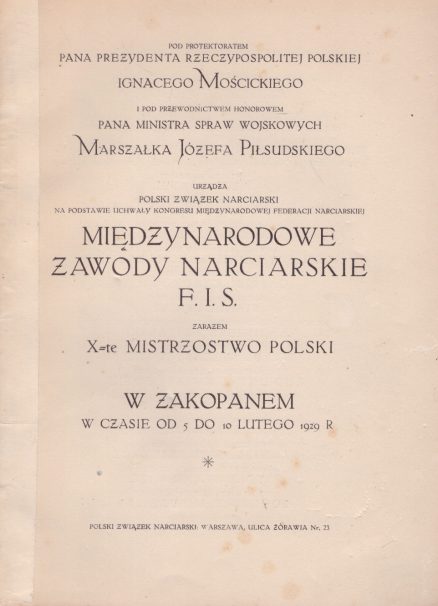 POD PROTEKTORATEM
PANA PREZYDENTA RZECZYPOSPOLITEJ POLSKIEJ
IGNACEGO MOŚCICKIEGO
I POD PRZEWODNICTWEM HONOROWEM
PANA MINISTRA SPRAW WOJSKOWYCH
MARSZAŁKA JÓZEFA PIŁSUDSKIEGO
URZĄDZA
POLSKI ZWIĄZEK NARCIARSKI
NA PODSTAWIE UCHWAŁY KONGRESU MIĘDZYNARODOWEJ FEDERACJI NARCIARSKIEJ
MIĘDZYNARODOWE
ZAWODY NARCIARSKIE
F. I. S.
ZARAZEM
X=te MISTRZOSTWO POLSKI
W ZAKOPANEM
W CZASIE OD 5 DO 10 LUTEGO 1929 R
POLSKI ZWIĄZEK NARCIARSKI: WARSZAWA, ULICA ŻÓRAWIA Nr. 23